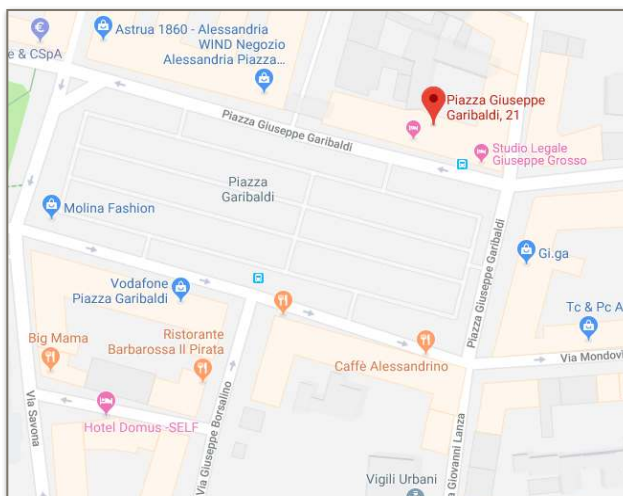 Astrua 1860 - Alessandria
WIND Negozio
Alessandria Piazza...
€
e & CSpA
Piazza Giuseppe
Garibaldi, 21
Piazza Giuseppe Garibaldi
Studio Legale
Giuseppe Grosso
Piazza
Garibaldi
Molina Fashion
Piazza Giuseppe Garibaldi
Gi.ga
Vodafone
Piazza Garibaldi
Tc & Pc A
Big Mama
Ristorante
Barbarossa Il Pirata
Caffè Alessandrino
Via Mondovì
Via Savona
Hotel Domus -SELF
Via Giuseppe Borsalino
a Giovanni Lanza
Vigili Urbani